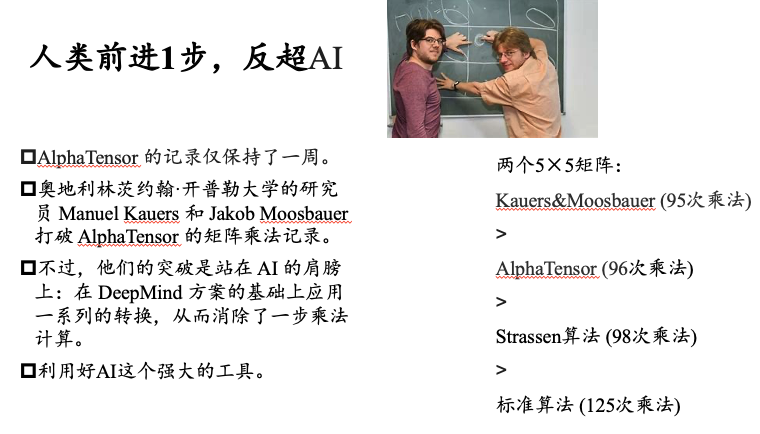 人类前进1步，反超AI
AlphaTensor 的记录仅保持了一周。
奥地利林茨约翰·开普勒大学的研究
员 Manuel Kauers 和 Jakob Moosbauer
打破 AlphaTensor 的矩阵乘法记录。
不过，他们的突破是站在 AI 的肩膀
上：在 DeepMind 方案的基础上应用
一系列的转换，从而消除了一步乘法
计算。
利用好AI这个强大的工具。
两个5×5矩阵：
Kauers&Moosbauer (95次乘法)
>
AlphaTensor (96次乘法)
>
Strassen算法 (98次乘法)
>
标准算法 (125次乘法)